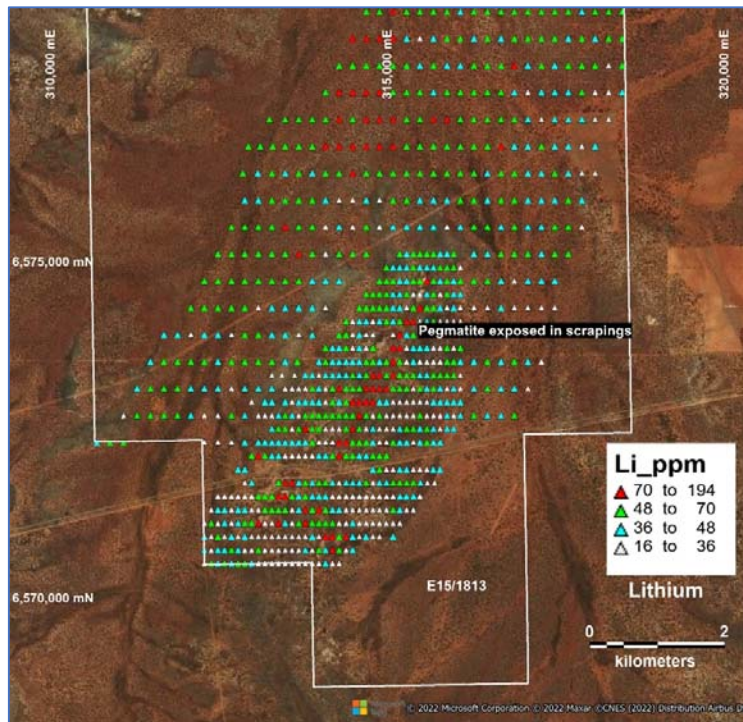 310,000 mE
315,000 mE
320,000 mE
6,575,000 mN
Pegmatite exposed in scrapings
Li_ppm
70 to 194
48 to 70
36 to 48
16 to 36
Lithium
6,570,000 mN
E15/1813
0 2
kilometers
© 2022 Microsoft Corporation © 2022 Maxar ©CNES (2022) Distribution Airbus D